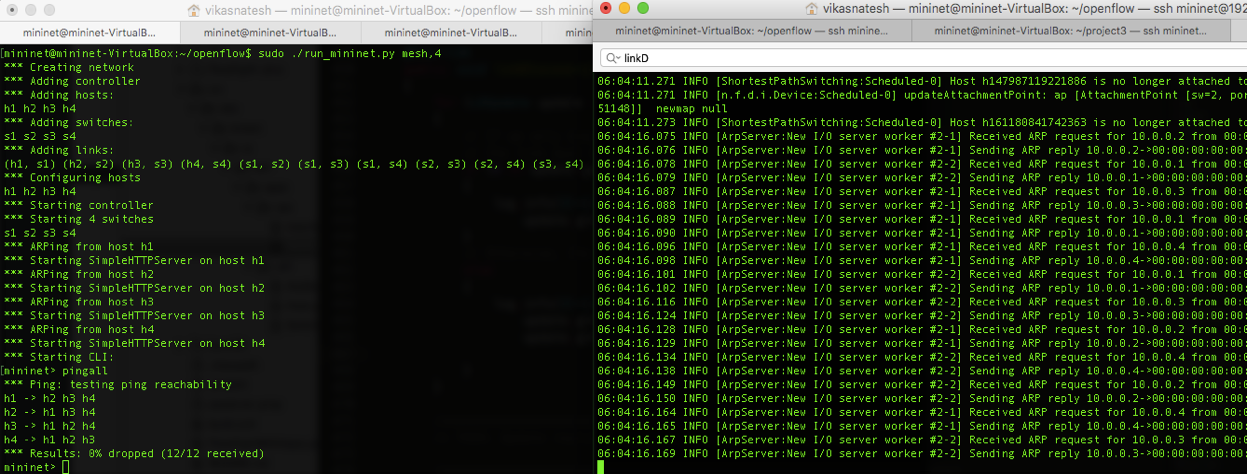 vikasnatesh — mininet@mininet-VirtualBox: ~/openflow — ssh mininet@
mininet@mininet-VirtualBox... mininet@mininet-VirtualBox... mininet@mininet-VirtualBox...
[mininet@mininet-VirtualBox:~/openflow$ sudo ./run_mininet.py mesh,4
*** Creating network
*** Adding controller
*** Adding hosts:
h1 h2 h3 h4
*** Adding switches:
s1 s2 s3 s4
*** Adding links:
(h1, s1) (h2, s2) (h3, s3) (h4, s4) (s1, s2) (s1, s3) (s1, s4) (s2, s3) (s2, s4) (s3, s4)
*** Configuring hosts
h1 h2 h3 h4
*** Starting controller
*** Starting 4 switches
s1 s2 s3 s4
*** ARPing from host h1
*** Starting SimpleHTTPServer on host h1
*** ARPing from host h2
*** Starting SimpleHTTPServer on host h2
*** ARPing from host h3
*** Starting SimpleHTTPServer on host h3
*** ARPing from host h4
*** Starting SimpleHTTPServer on host h4
*** Starting CLI:
[mininet> pingall
*** Ping: testing ping reachability
h1 -> h2 h3 h4
h2 -> h1 h3 h4
h3 -> h1 h2 h4
h4 -> h1 h2 h3
*** Results: 0% dropped (12/12 received)
mininet>
vikasnatesh — mininet@mininet-VirtualBox: ~/openflow — ssh mininet@192
mininet@mininet-VirtualBox: ~/openflow — ssh minine... mininet@mininet-VirtualBox: ~/project3 — ssh mininet...
linkD
06:04:11.271 INFO [ShortestPathSwitching:Scheduled-0] Host h147987119221886 is no longer attached to
06:04:11.271 INFO [n.f.d.i.Device:Scheduled-0] updateAttachmentPoint: ap [AttachmentPoint [sw=2, por
51148]] newmap null
06:04:11.273 INFO [ShortestPathSwitching:Scheduled-0] Host h161180841742363 is no longer attached to
06:04:16.075 INFO [ArpServer:New I/O server worker #2-1] Received ARP request for 10.0.0.2 from 00:0
06:04:16.076 INFO [ArpServer:New I/O server worker #2-1] Sending ARP reply 10.0.0.2->00:00:00:00:00:
06:04:16.078 INFO [ArpServer:New I/O server worker #2-2] Received ARP request for 10.0.0.1 from 00:0
06:04:16.079 INFO [ArpServer:New I/O server worker #2-2] Sending ARP reply 10.0.0.1->00:00:00:00:00:
06:04:16.087 INFO [ArpServer:New I/O server worker #2-1] Received ARP request for 10.0.0.3 from 00:0
06:04:16.088 INFO [ArpServer:New I/O server worker #2-1] Sending ARP reply 10.0.0.3->00:00:00:00:00:
06:04:16.089 INFO [ArpServer:New I/O server worker #2-1] Received ARP request for 10.0.0.1 from 00:0
06:04:16.090 INFO [ArpServer:New I/O server worker #2-1] Sending ARP reply 10.0.0.1->00:00:00:00:00:
06:04:16.096 INFO [ArpServer:New I/O server worker #2-1] Received ARP request for 10.0.0.4 from 00:0
06:04:16.098 INFO [ArpServer:New I/O server worker #2-1] Sending ARP reply 10.0.0.4->00:00:00:00:00:
06:04:16.101 INFO [ArpServer:New I/O server worker #2-2] Received ARP request for 10.0.0.1 from 00:0
06:04:16.102 INFO [ArpServer:New I/O server worker #2-2] Sending ARP reply 10.0.0.1->00:00:00:00:00:
06:04:16.116 INFO [ArpServer:New I/O server worker #2-2] Received ARP request for 10.0.0.3 from 00:0
06:04:16.124 INFO [ArpServer:New I/O server worker #2-2] Sending ARP reply 10.0.0.3->00:00:00:00:00:
06:04:16.128 INFO [ArpServer:New I/O server worker #2-1] Received ARP request for 10.0.0.2 from 00:0
06:04:16.129 INFO [ArpServer:New I/O server worker #2-1] Sending ARP reply 10.0.0.2->00:00:00:00:00:
06:04:16.134 INFO [ArpServer:New I/O server worker #2-2] Received ARP request for 10.0.0.4 from 00:0
06:04:16.138 INFO [ArpServer:New I/O server worker #2-2] Sending ARP reply 10.0.0.4->00:00:00:00:00:
06:04:16.149 INFO [ArpServer:New I/O server worker #2-2] Received ARP request for 10.0.0.2 from 00:0
06:04:16.150 INFO [ArpServer:New I/O server worker #2-2] Sending ARP reply 10.0.0.2->00:00:00:00:00:
06:04:16.164 INFO [ArpServer:New I/O server worker #2-1] Received ARP request for 10.0.0.4 from 00:0
06:04:16.165 INFO [ArpServer:New I/O server worker #2-1] Sending ARP reply 10.0.0.4->00:00:00:00:00:
06:04:16.167 INFO [ArpServer:New I/O server worker #2-2] Received ARP request for 10.0.0.3 from 00:0
06:04:16.169 INFO [ArpServer:New I/O server worker #2-2] Sending ARP reply 10.0.0.3->00:00:00:00:00: